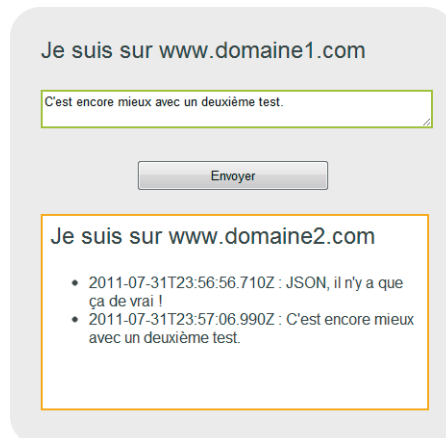 Je suis sur www.domaine1.com
C'est encore mieux avec un deuxième test.
Envoyer
Je suis sur www.domaine2.com
• 2011-07-31T23:56:56.710Z : JSON, il n'y a que
ça de vrai !
• 2011-07-31T23:57:06.990Z : C'est encore mieux
avec un deuxième test.